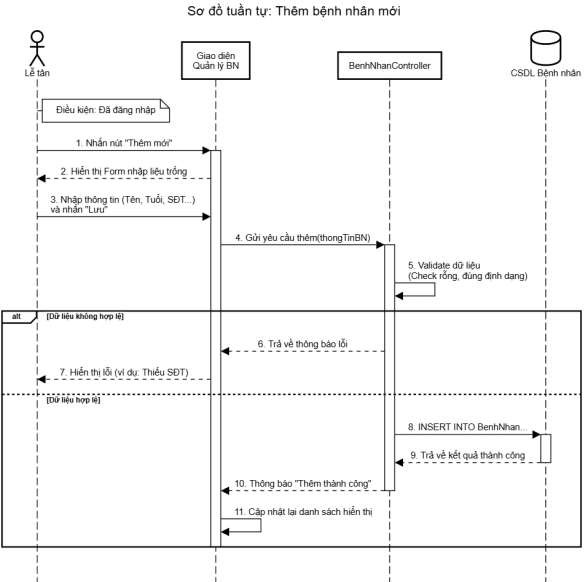 Sơ đồ tuần tự: Thêm bệnh nhân mới
Lễ tân
Giao diện
Quản lý BN
BenhNhanController
CSDL Bệnh nhân
Điều kiện: Đã đăng nhập
1. Nhấn nút "Thêm mới"
2. Hiển thị Form nhập liệu trống
3. Nhập thông tin (Tên, Tuổi, SĐT...)
và nhấn "Lưu"
4. Gửi yêu cầu thêm(thongTinBN)
5. Validate dữ liệu
(Check rỗng, đúng định dạng)
alt
[Dữ liệu không hợp lệ]
6. Trả về thông báo lỗi
7. Hiển thị lỗi (ví dụ: Thiếu SĐT)
[Dữ liệu hợp lệ]
8. INSERT INTO BenhNhan...
9. Trả về kết quả thành công
10. Thông báo "Thêm thành công"
11. Cập nhật lại danh sách hiển thị